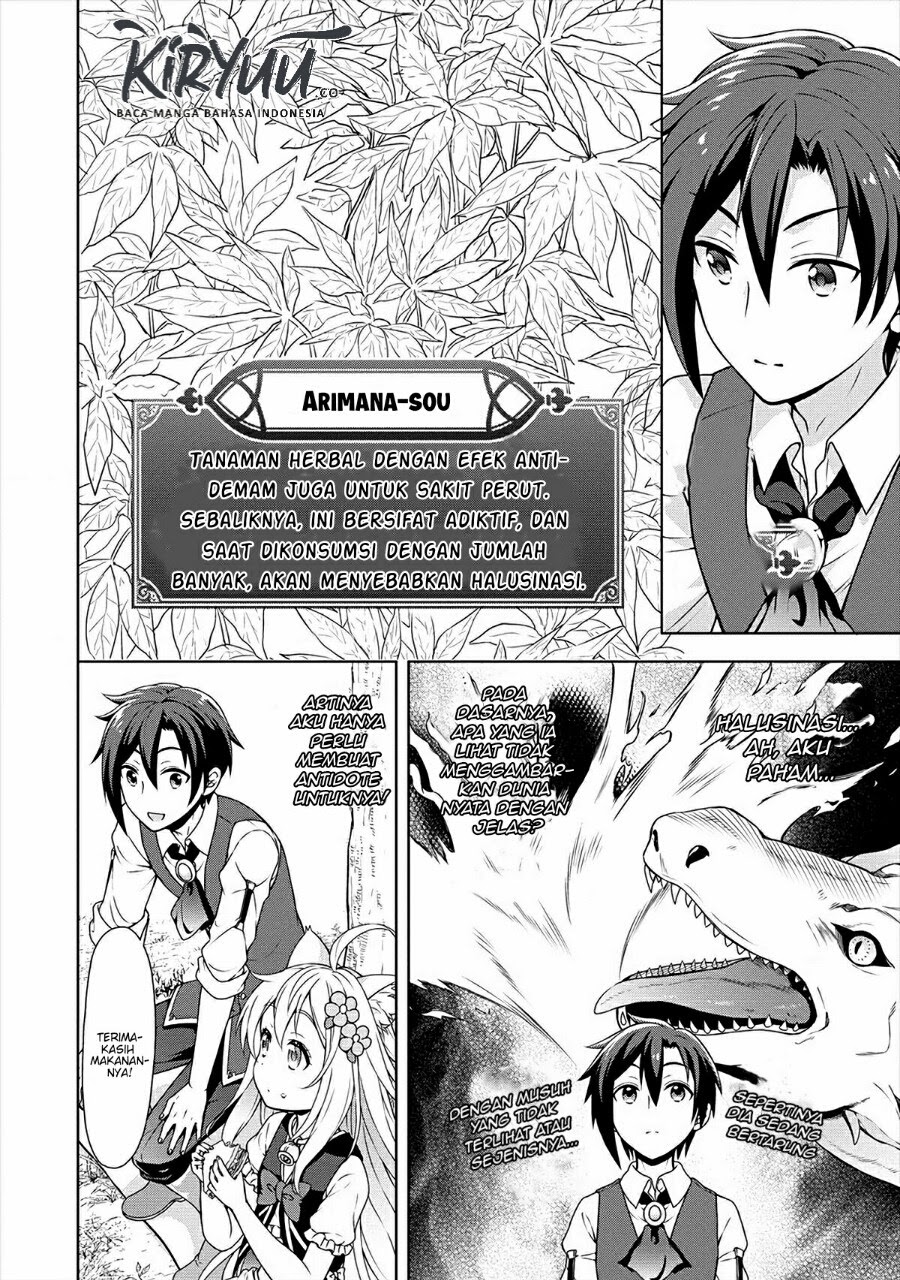 KIRYUU.CO
BACA MANGA BAHASA INDONESIA
ARIMANA-SOU
TANAMAN HERBAL DENGAN EFEK ANTI-
DEMAM JUGA UNTUK SAKIT PERUT.
SEBALIKNYA, INI BERSIFAT ADIKTIF, DAN
SAAT DIKONSUMSI DENGAN JUMLAH
BANYAK, AKAN MENYEBABKAN HALUSINASI.
HALUSINASI...
AH, AKU
PAHAM...
PADA
DASARNYA,
APA YANG IA
LIHAT TIDAK
MENGGAMBAR-
KAN DUNIA
NYATA DENGAN
JELAS?
SEPERTINYA
DIA SEDANG
BERTARUNG
DENGAN MUSUH
YANG TIDAK
TERLIHAT ATAU
SEJENISNYA...
ARTINYA
AKU HANYA
PERLU
MEMBUAT
ANTIDOTE
UNTUKNYA!
TERIMA-
KASIH
MAKANAN-
NYA!